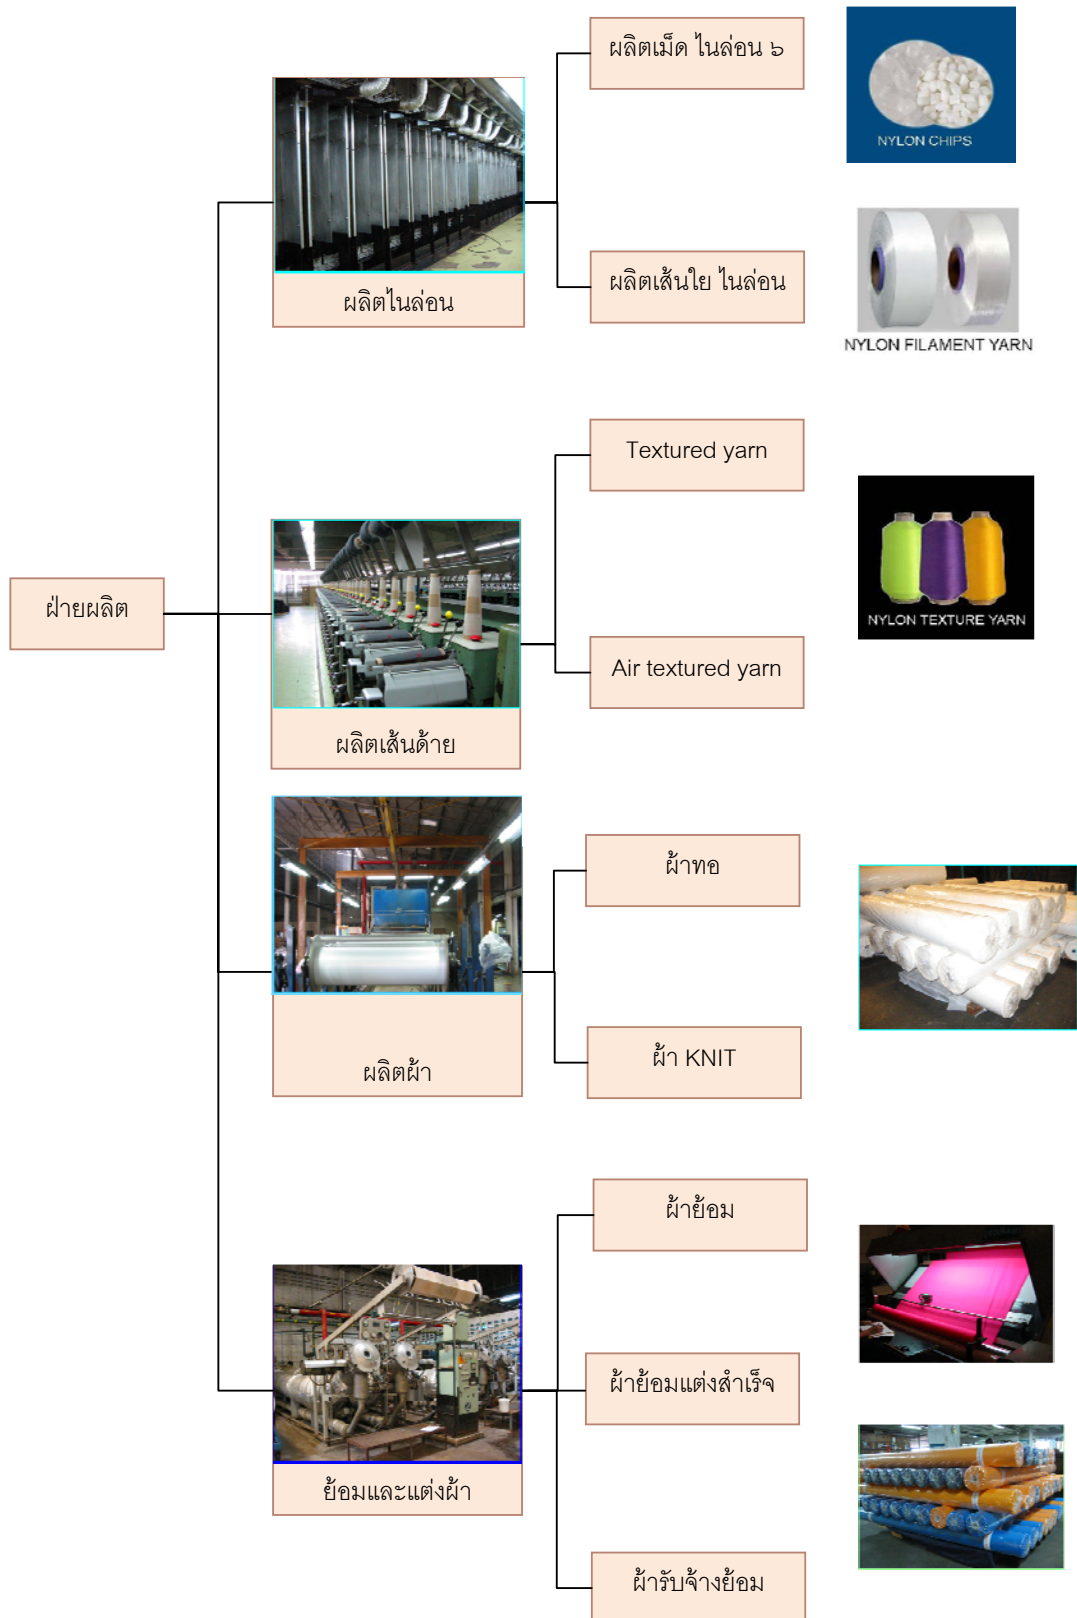 ผลิตเม็ด ไนล่อน ๖
NYLON CHIPS
ผลิตไนล่อน
ผลิตเส้นใย ไนล่อน
NYLON FILAMENT YARN
Textured yarn
NYLON TEXTURE YARN
ฝ่ายผลิต
Air textured yarn
ผลิตเส้นด้าย
ผ้าทอ
ผ้า KNIT
ผลิตผ้า
ผ้าย้อม
ผ้าย้อมแต่งสำเร็จ
ย้อมและแต่งผ้า
ผ้ารับจ้างย้อม